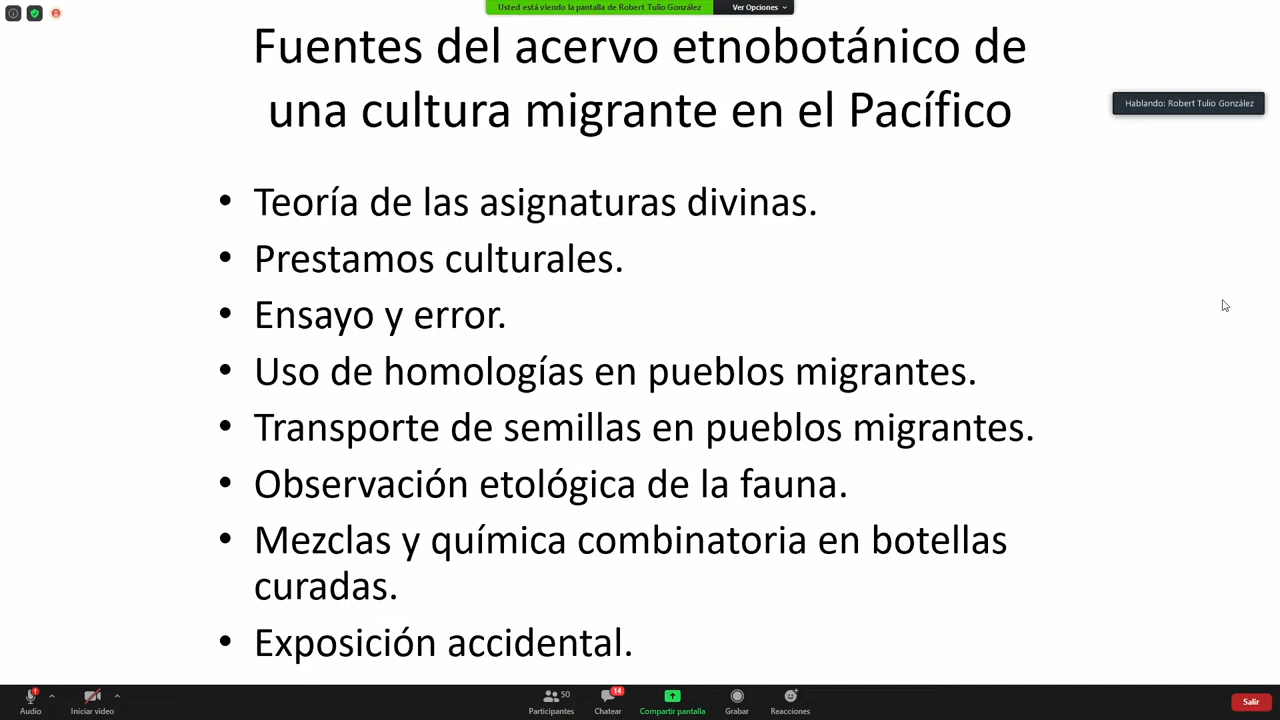 Usted está viendo la pantalla de Robert Tulio González
Ver Opciones
Fuentes del acervo etnobotánico de
una cultura migrante en el Pacífico
Hablando: Robert Tulio González
• Teoría de las asignaturas divinas.
• Prestamos culturales.
• Ensayo y error.
• Uso de homologías en pueblos migrantes.
• Transporte de semillas en pueblos migrantes.
• Observación etológica de la fauna.
• Mezclas y química combinatoria en botellas
curadas.
• Exposición accidental.
Audio
Iniciar video
50
Participantes
14
Chatear
Compartir pantalla
Grabar
Reacciones
Salir